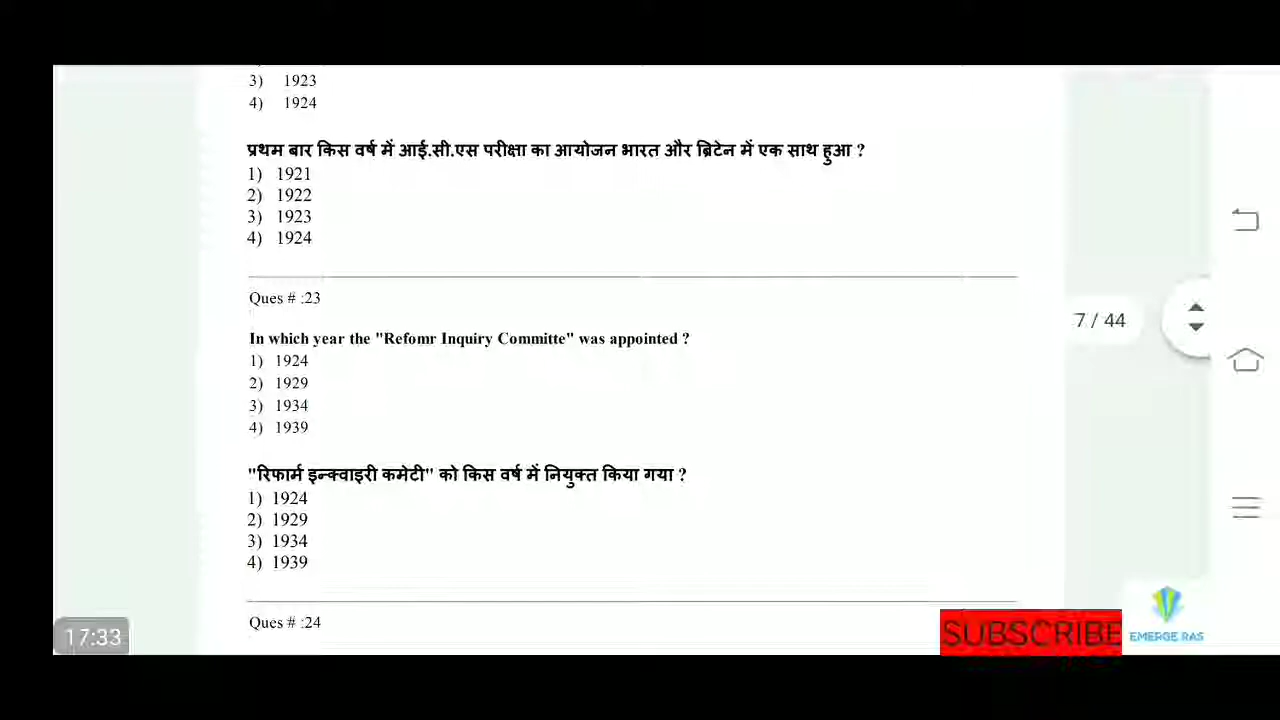 3) 1923
4) 1924
प्रथम बार किस वर्ष में आई.सी.एस परीक्षा का आयोजन भारत और ब्रिटेन में एक साथ हुआ ?
1) 1921
2) 1922
3) 1923
4) 1924
Ques # :23
In which year the "Refomr Inquiry Committe" was appointed ?
1) 1924
2) 1929
3) 1934
4) 1939
"रिफार्म इन्क्वाइरी कमेटी" को किस वर्ष में नियुक्त किया गया ?
1) 1924
2) 1929
3) 1934
4) 1939
Ques # :24
7 / 44
17:33
SUBSCRIBE
EMERGE RAS